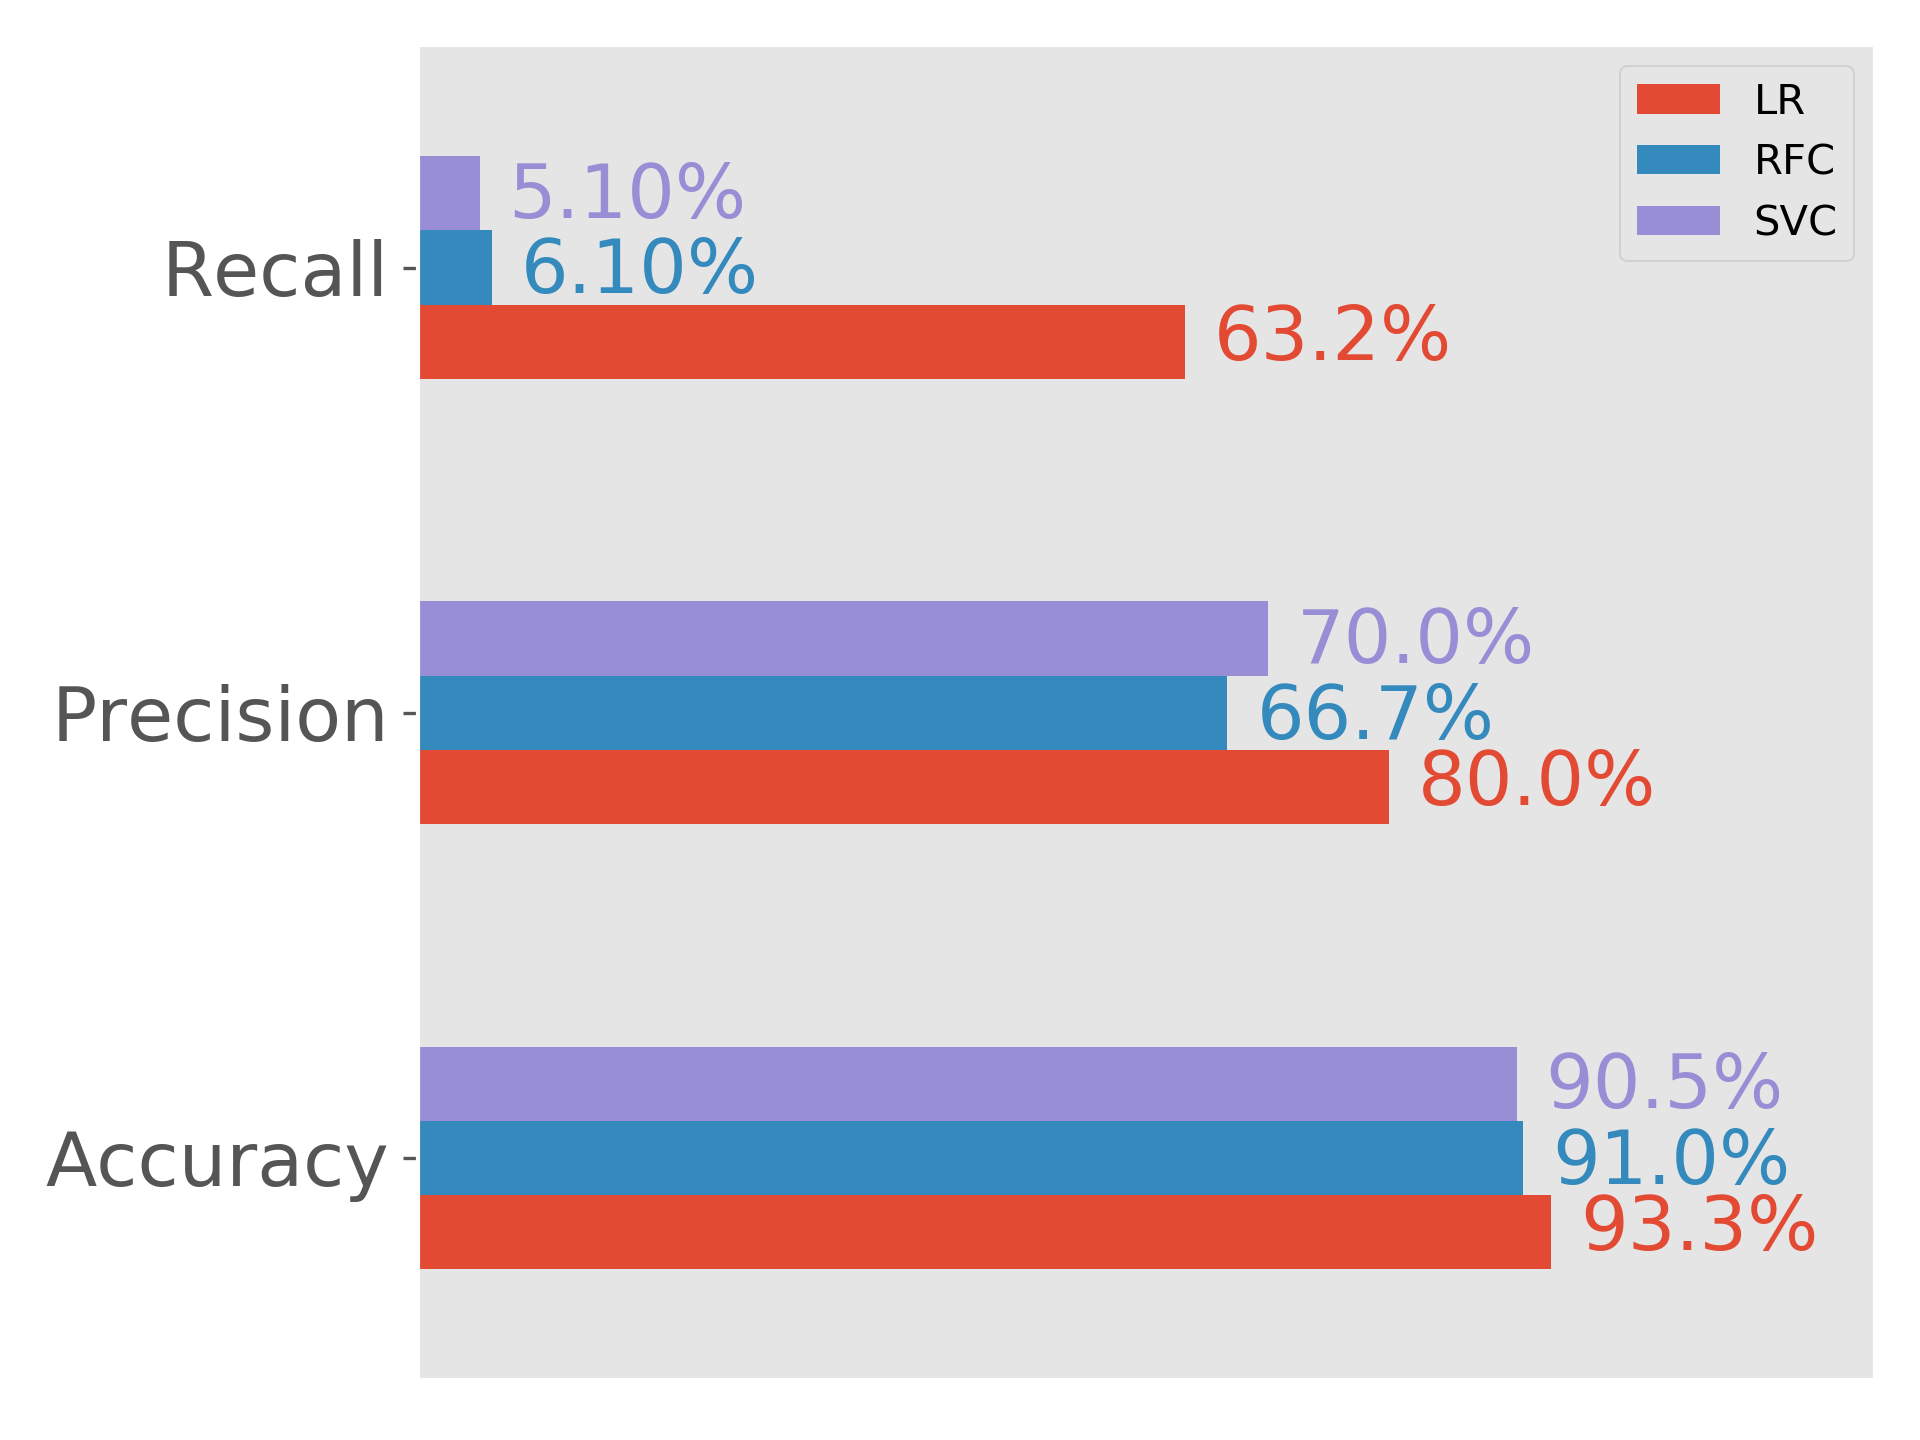 LR
RFC
SVC
5.10%
Recall 6.10%
63.2%
70.0%
Precision 66.7%
80.0%
90.5%
Accuracy 91.0%
93.3%